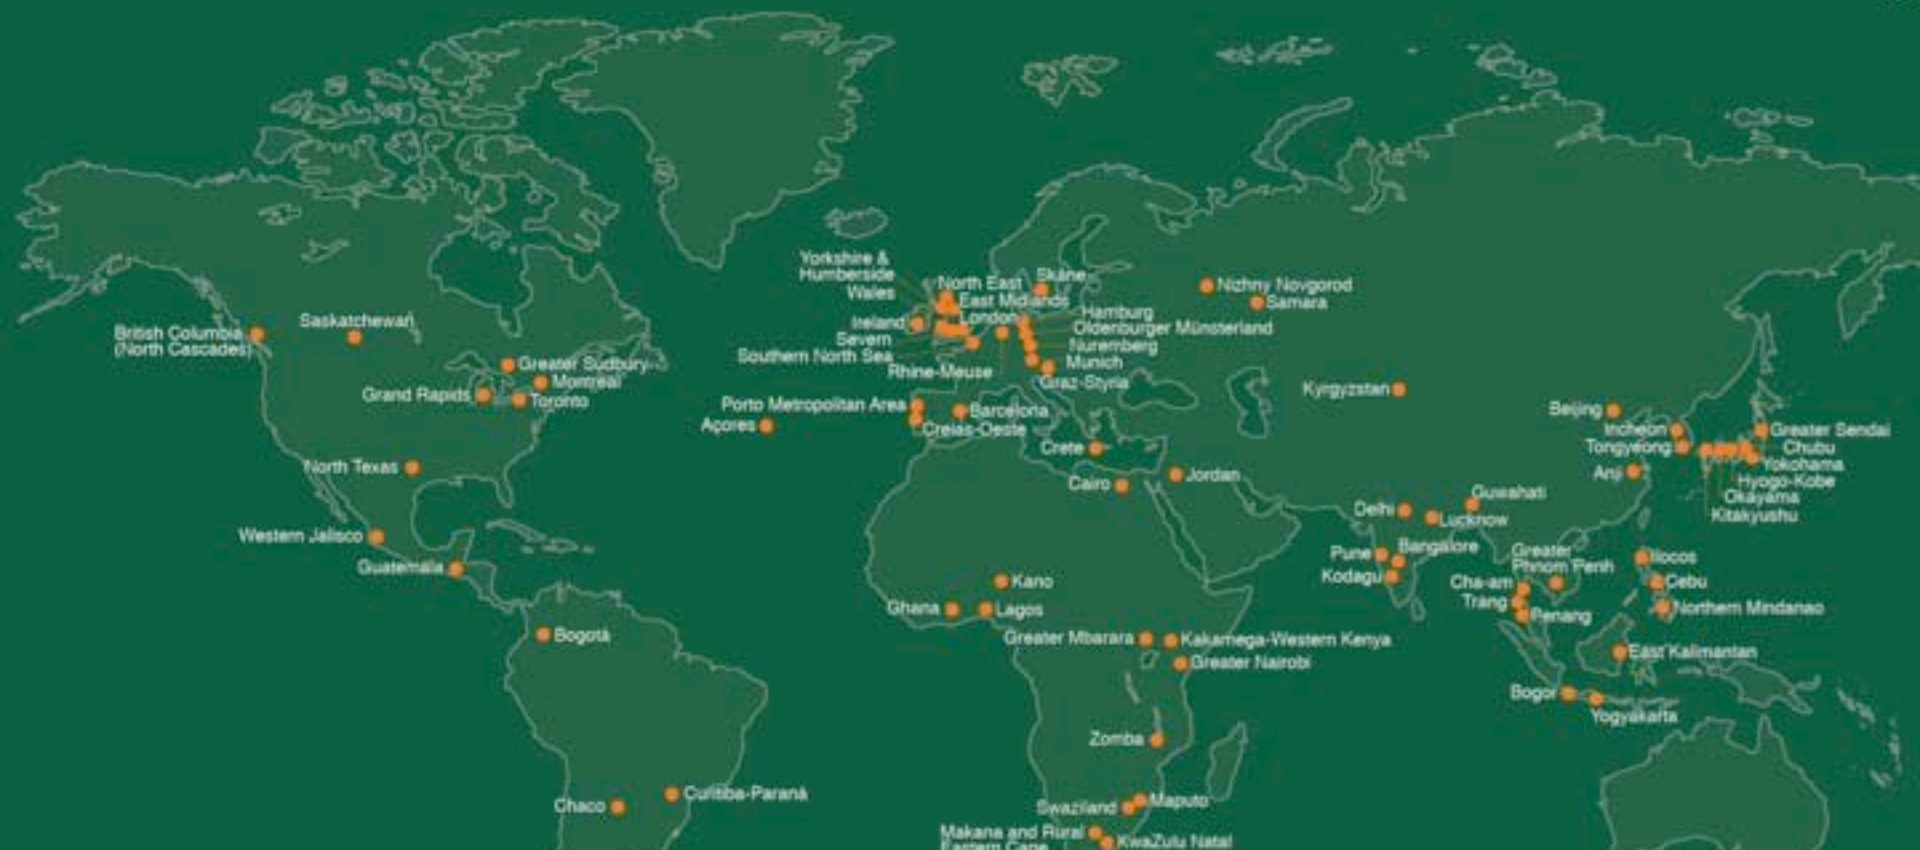 Yorkshire &
Humberside
Wales
North East
Skåne
East Midlands
London
Hamburg
Oldenburger Münsterland
Nuremberg
Munich
Graz-Styria
Ireland
Severn
Southern North Sea
Rhine-Meuse
Nizhny Novgorod
Samara
British Columbia
(North Cascades)
Saskatchewan
Greater Sudbury
Montreal
Grand Rapids
Toronto
North Texas
Western Jalisco
Guatemala
Bogotá
Chaco
Curitiba-Paraná
Porto Metropolitan Area
Açores
Barcelona
Creias-Oeste
Crete
Cairo
Jordan
Kyrgyzstan
Beijing
Incheon
Tongyeong
Anji
Greater Sendai
Chubu
Yokohama
Hyogo-Kobe
Okayama
Kitakyushu
Delhi
Guwahati
Lucknow
Pune
Bangalore
Kodagu
Greater
Phnom Penh
Cha-am
Trang
Penang
Ilocos
Cebu
Northern Mindanao
East Kalimantan
Bogor
Yogyakarta
Kano
Ghana
Lagos
Greater Mbarara
Kakamega-Western Kenya
Greater Nairobi
Zomba
Swaziland
Maputo
Makana and Rural
Eastern Cape
KwaZulu Natal